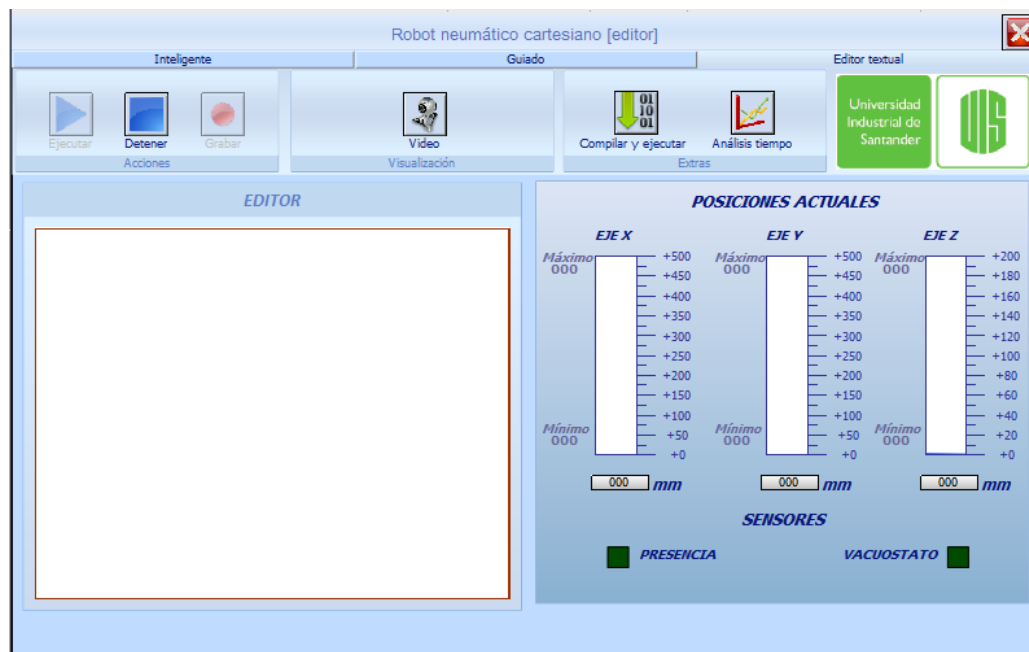 Robot neumático cartesiano [editor]
Inteligente
Guiado
Editor textual
Ejecutar
Detener
Grabar
Acciones
Video
Visualización
01
10
01
Compilar y ejecutar
Análisis tiempo
Extras
Universidad
Industrial de
Santander
UIS
EDITOR
POSICIONES ACTUALES
EJE X
Máximo
000
+500
+450
+400
+350
+300
+250
+200
+150
+100
+50
+0
Mínimo
000
000 mm
EJE Y
Máximo
000
+500
+450
+400
+350
+300
+250
+200
+150
+100
+50
+0
Mínimo
000
000 mm
EJE Z
Máximo
000
+200
+180
+160
+140
+120
+100
+80
+60
+40
+20
+0
Mínimo
000
000 mm
SENSORES
PRESENCIA
VACUOSTATO